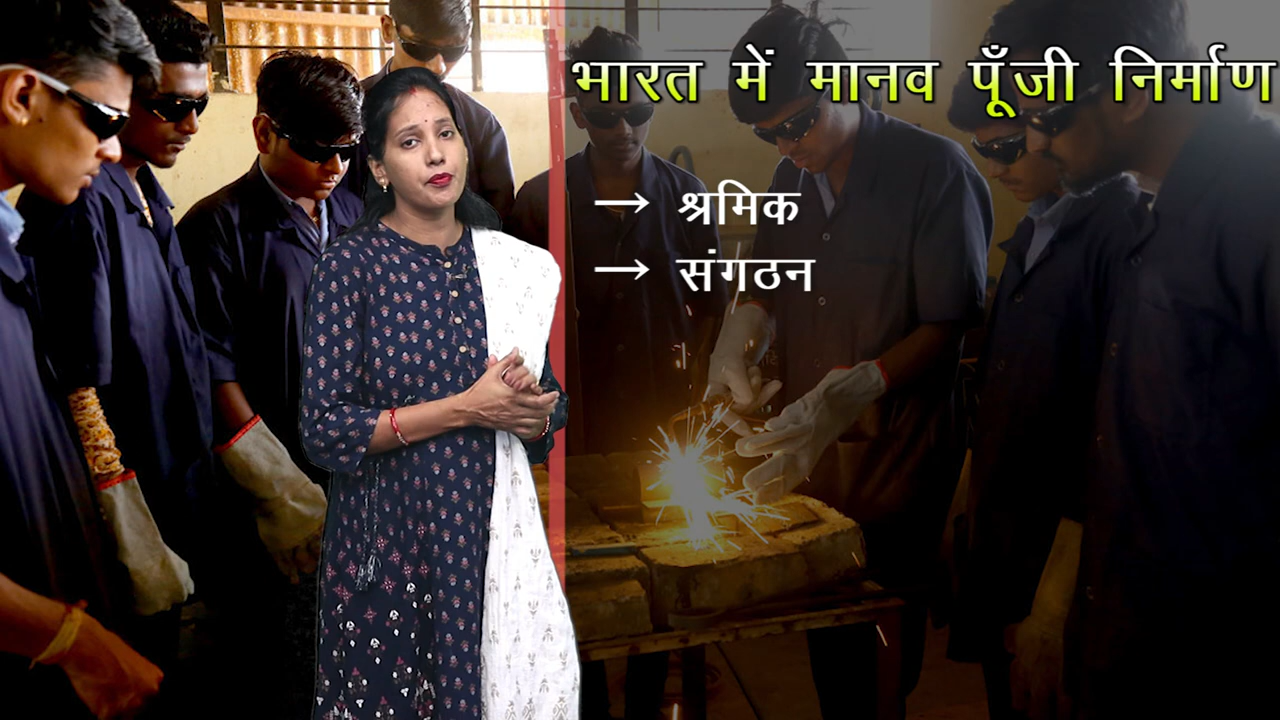 भारत में मानव पूँजी निर्माण
→ श्रमिक
→ संगठन